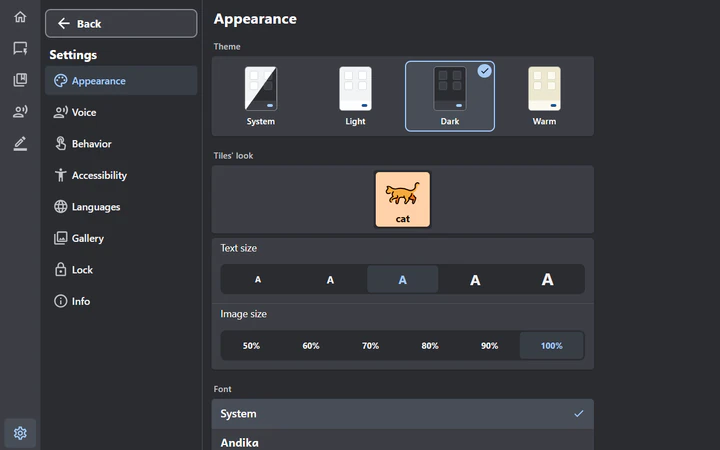 Back
Settings
Appearance
Voice
Behavior
Accessibility
Languages
Gallery
Lock
Info
Appearance
Theme
System
Light
Dark
Warm
Tiles' look
cat
Text size
A A A A A
Image size
50% 60% 70% 80% 90% 100%
Font
System
Andika